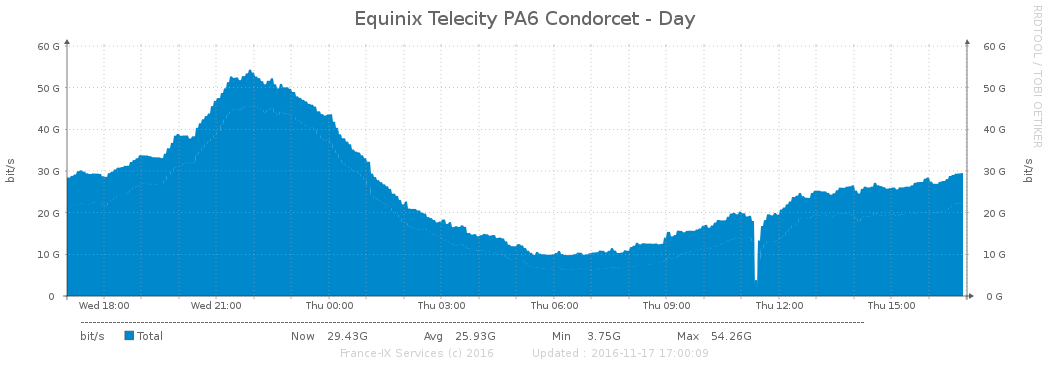 Equinix Telecity PA6 Condorcet - Day
RRDTOOL / TOBI OETIKER
60 G 60 G
50 G 50 G
40 G 40 G
30 G 30 G
20 G 20 G
10 G 10 G
0 0 G
bit/s bit/s
Wed 18:00 Wed 21:00 Thu 00:00 Thu 03:00 Thu 06:00 Thu 09:00 Thu 12:00 Thu 15:00
bit/s Total Now 29.43G Avg 25.93G Min 3.75G Max 54.26G
France-IX Services (c) 2016 Updated : 2016-11-17 17:00:09